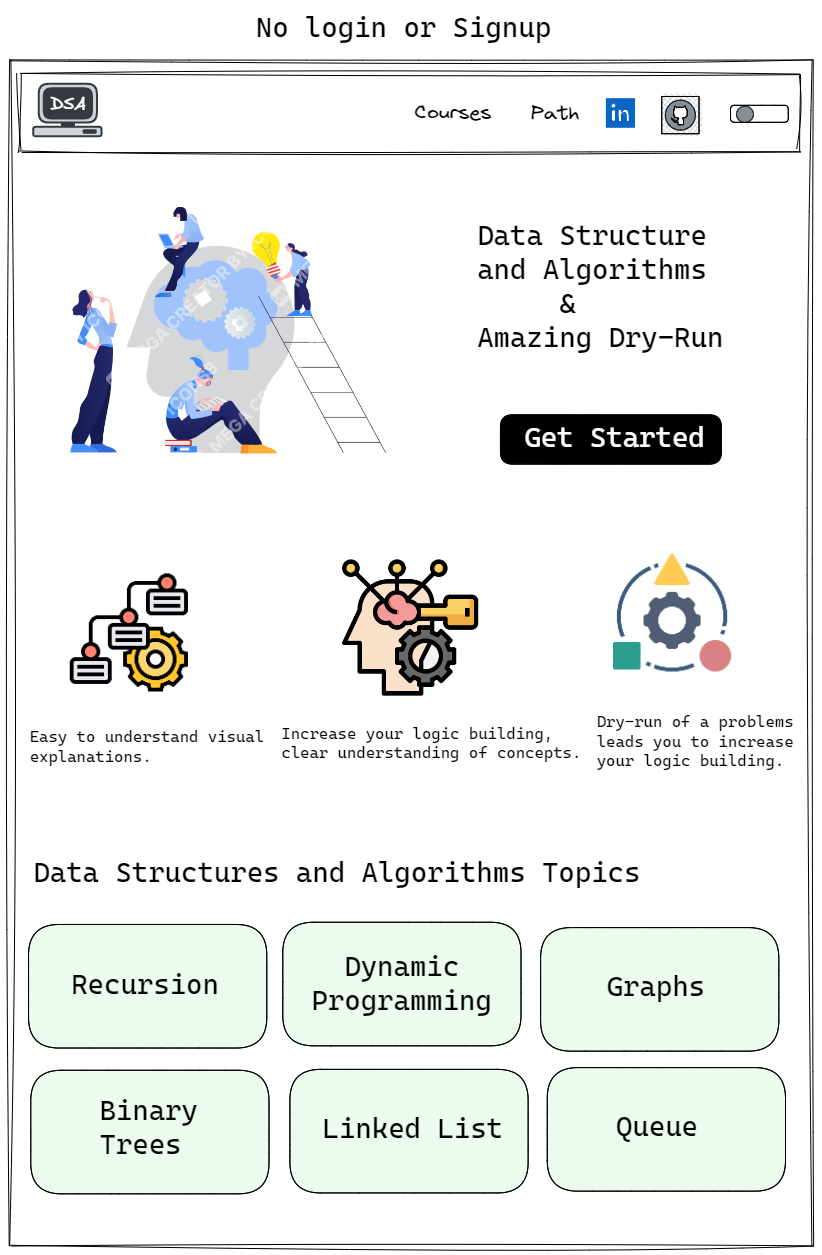 No login or Signup
DSA
Courses
Path
in
Data Structure
and Algorithms
&
Amazing Dry-Run
Get Started
Easy to understand visual
explanations.
Increase your logic building,
clear understanding of concepts.
Dry-run of a problems
leads you to increase
your logic building.
Data Structures and Algorithms Topics
Recursion
Dynamic
Programming
Graphs
Binary
Trees
Linked List
Queue